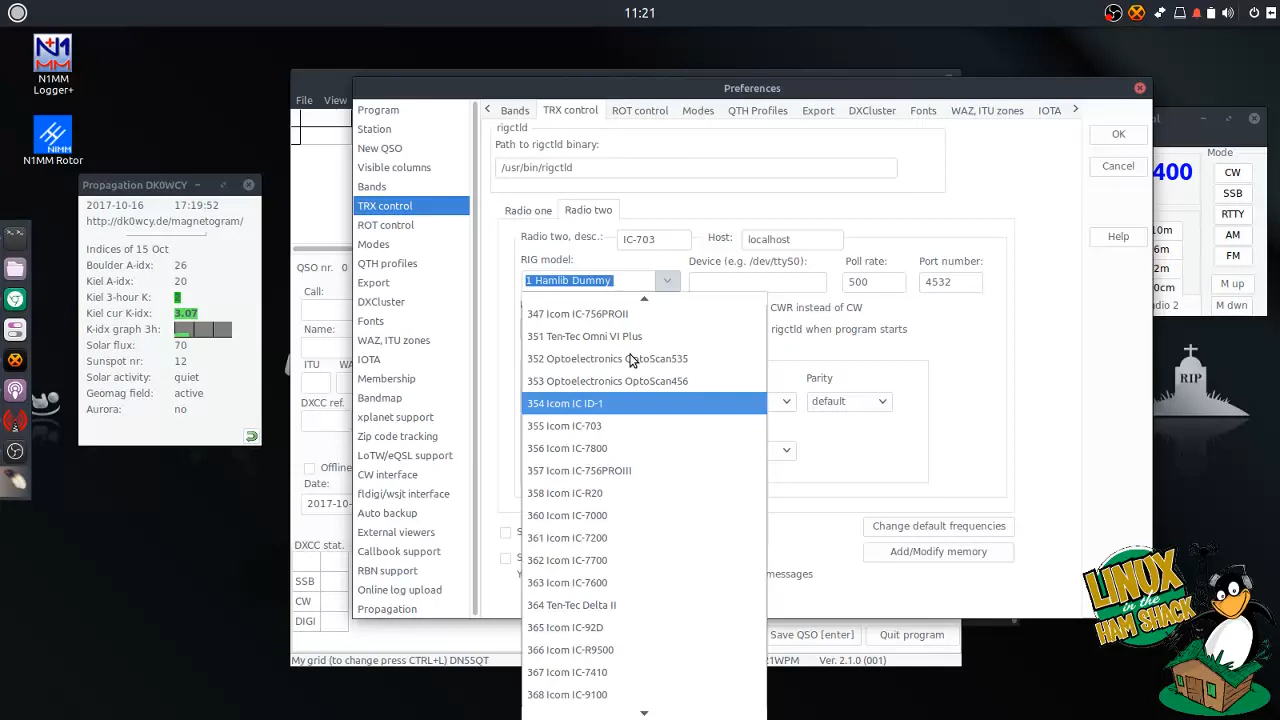 11:21
N1MM
Logger+
N1MM Rotor
Propagation DK0WCY
2017-10-16 17:19:52
http://dk0wcy.de/magnetogram/
Indices of 15 Oct
Boulder A-idx: 26
Kiel A-idx: 20
Kiel 3-hour K: 2
Kiel cur K-idx: 3.07
K-idx graph 3h:
Solar flux: 70
Sunspot nr: 12
Solar activity: quiet
Geomag field: active
Aurora: no
File View
QSO nr. 0
Call:
Name:
ITU WA
DXCC ref.
Offline
Date:
2017-10-
DXCC stat.
SSB
CW
DIGI
My grid (to change press CTRL+L) DN55QT
Preferences
Program
Station
New QSO
Visible columns
Bands
TRX control
ROT control
Modes
QTH profiles
Export
DXCluster
Fonts
WAZ, ITU zones
IOTA
Membership
Bandmap
xplanet support
Zip code tracking
LoTW/eQSL support
CW interface
fldigi/wsjt interface
Auto backup
External viewers
Callbook support
RBN support
Online log upload
Propagation
Bands TRX control ROT control Modes QTH Profiles Export DXCluster Fonts WAZ, ITU zones IOTA
rigctld
Path to rigctld binary:
/usr/bin/rigctld
Radio one Radio two
Radio two, desc.: IC-703 Host: localhost
RIG model: Device (e.g. /dev/ttyS0): Poll rate: Port number:
1 Hamlib Dummy 500 4532
347 Icom IC-756PROII
351 Ten-Tec Omni VI Plus
352 Optoelectronics OptoScan535
353 Optoelectronics OptoScan456
354 Icom IC ID-1
355 Icom IC-703
356 Icom IC-7800
357 Icom IC-756PROIII
358 Icom IC-R20
360 Icom IC-7000
361 Icom IC-7200
362 Icom IC-7700
363 Icom IC-7600
364 Ten-Tec Delta II
365 Icom IC-92D
366 Icom IC-R9500
367 Icom IC-7410
368 Icom IC-9100
CWR instead of CW
rigctld when program starts
Parity
default
Change default frequencies
Add/Modify memory
messages
OK
Cancel
Help
Save QSO [enter] Quip program
Ver. 2.1.0 (001)
Mode
400
CW
SSB
RTTY
AM
FM
M up
M dwn
RIP
LINUX
in the
HAM SHACK